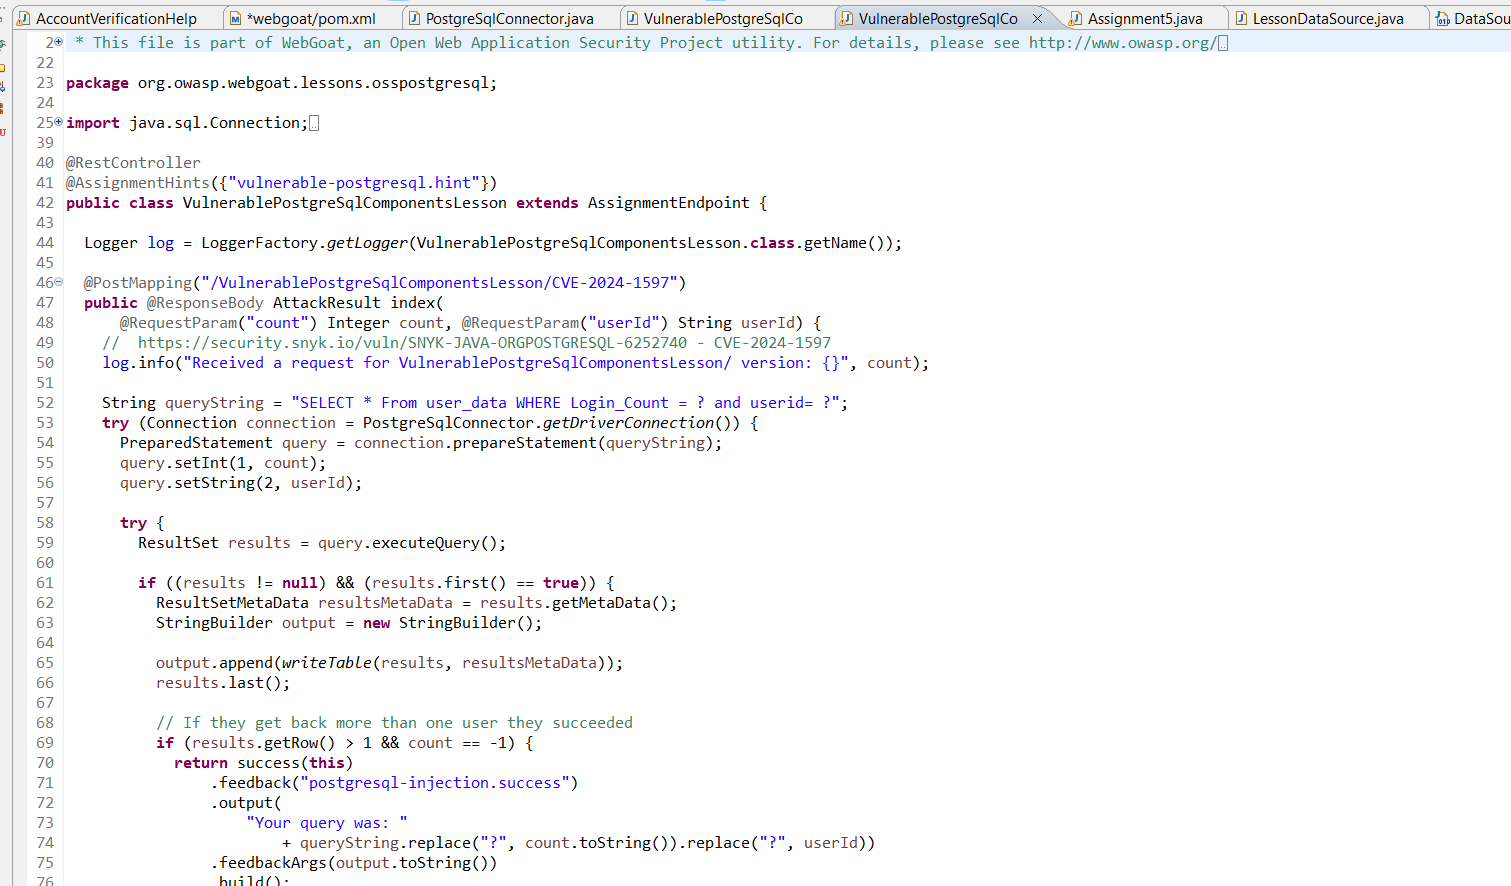 AccountVerificationHelp *webgoat/pom.xml PostgreSqlConnector.java VulnerablePostgreSqlCo VulnerablePostgreSqlCo Assignment5.java LessonDataSource.java DataSou
2 * This file is part of WebGoat, an Open Web Application Security Project utility. For details, please see http://www.owasp.org/
22
23 package org.owasp.webgoat.lessons.osspostgresql;
24
25 import java.sql.Connection;
39
40 @RestController
41 @AssignmentHints({"vulnerable-postgresql.hint"})
42 public class VulnerablePostgreSqlComponentsLesson extends AssignmentEndpoint {
43
44 Logger log = LoggerFactory.getLogger(VulnerablePostgreSqlComponentsLesson.class.getName());
45
46 @PostMapping("/VulnerablePostgreSqlComponentsLesson/CVE-2024-1597")
47 public @ResponseBody AttackResult index(
48 @RequestParam("count") Integer count, @RequestParam("userId") String userId) {
49 // https://security.snyk.io/vuln/SNYK-JAVA-ORGPOSTGRESQL-6252740 - CVE-2024-1597
50 log.info("Received a request for VulnerablePostgreSqlComponentsLesson/ version: {}", count);
51
52 String queryString = "SELECT * From user_data WHERE Login_Count = ? and userid= ?";
53 try (Connection connection = PostgreSqlConnector.getDriverConnection()) {
54 PreparedStatement query = connection.prepareStatement(queryString);
55 query.setInt(1, count);
56 query.setString(2, userId);
57
58 try {
59 ResultSet results = query.executeQuery();
60
61 if ((results != null) && (results.first() == true)) {
62 ResultSetMetaData resultsMetaData = results.getMetaData();
63 StringBuilder output = new StringBuilder();
64
65 output.append(writeTable(results, resultsMetaData));
66 results.last();
67
68 // If they get back more than one user they succeeded
69 if (results.getRow() > 1 && count == -1) {
70 return success(this)
71 .feedback("postgresql-injection.success")
72 .output(
73 "Your query was: "
74 + queryString.replace("?", count.toString()).replace("?", userId))
75 .feedbackArgs(output.toString())
76 .build();